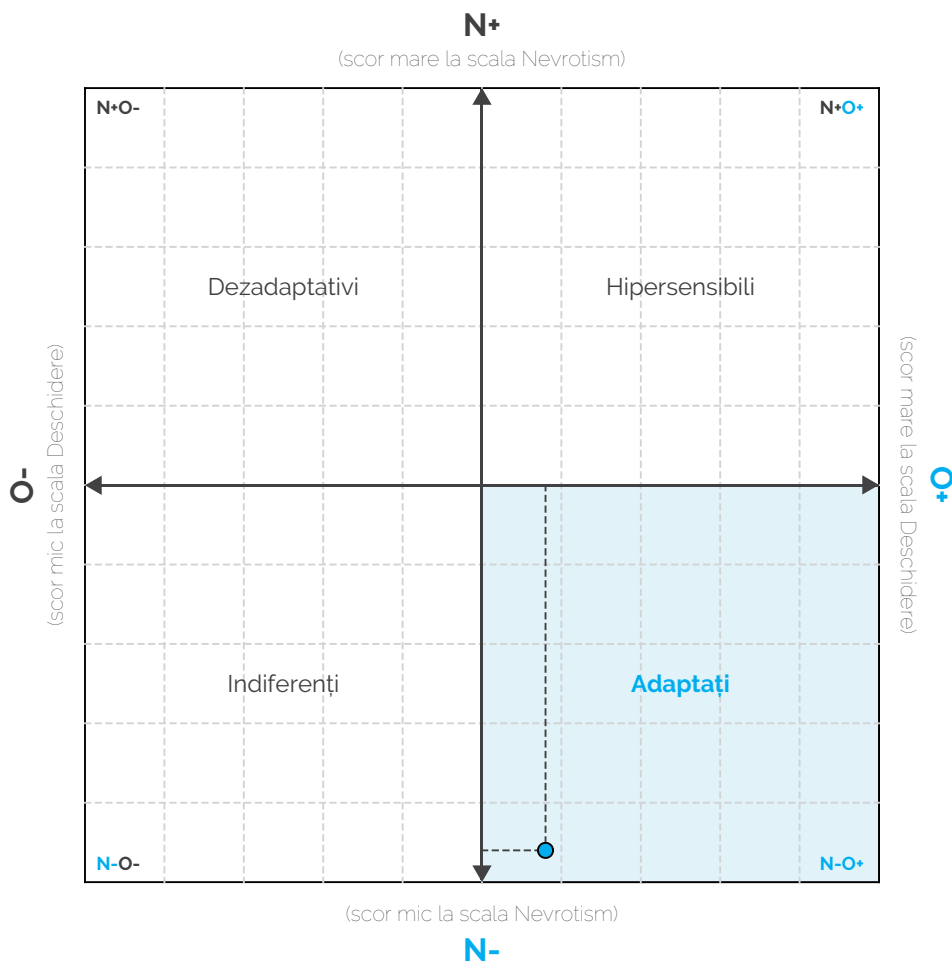 N+
(scor mare la scala Nevrotism)
N+O-
N+O+
Dezadaptativi
Hipersensibili
O-
(scor mic la scala Deschidere)
(scor mare la scala Deschidere)
O+
Indiferenți
Adaptați
N-O-
N-O+
(scor mic la scala Nevrotism)
N-